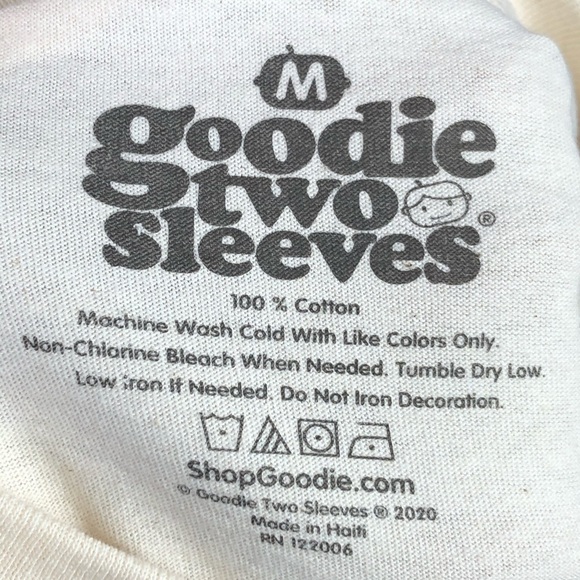 M
goodie
two
sleeves®
100 % Cotton
Machine Wash Cold With Like Colors Only.
Non-Chlorine Bleach When Needed. Tumble Dry Low.
Low iron If Needed. Do Not Iron Decoration.
ShopGoodie.com
© Goodie Two Sleeves ® 2020
Made in Haiti
RN 122006